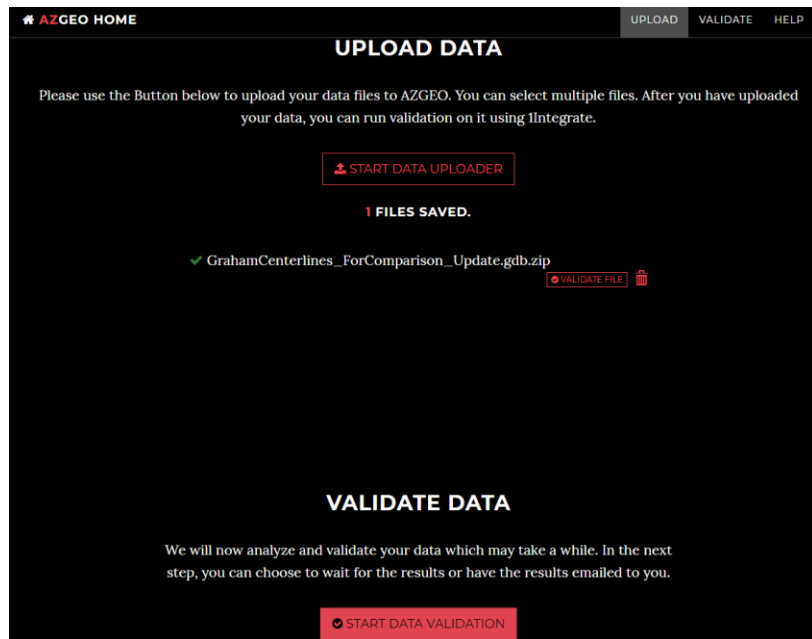 AZGEO HOME
UPLOAD VALIDATE HELP
UPLOAD DATA
Please use the Button below to upload your data files to AZGEO. You can select multiple files. After you have uploaded
your data, you can run validation on it using 1Integrate.
START DATA UPLOADER
1 FILES SAVED.
GrahamCenterlines_ForComparison_Update.gdb.zip
VALIDATE FILE
VALIDATE DATA
We will now analyze and validate your data which may take a while. In the next
step, you can choose to wait for the results or have the results emailed to you.
START DATA VALIDATION